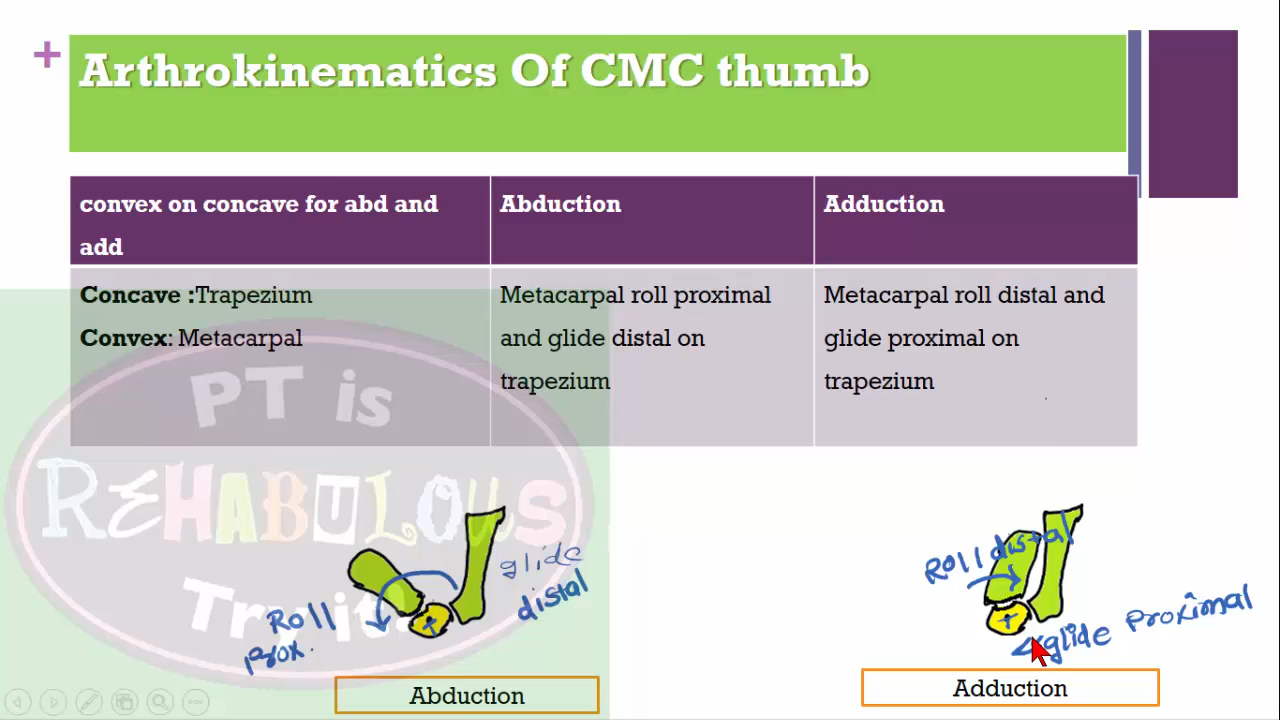 +
Arthrokinematics Of CMC thumb
convex on concave for abd and
add
Abduction
Adduction
Concave :Trapezium
Convex: Metacarpal
Metacarpal roll proximal
and glide distal on
trapezium
Metacarpal roll distal and
glide proximal on
trapezium
PT is
REHABULOUS
Try it!
glide
distal
Roll
prox.
+
Abduction
Roll distal
+
glide Proximal
Adduction